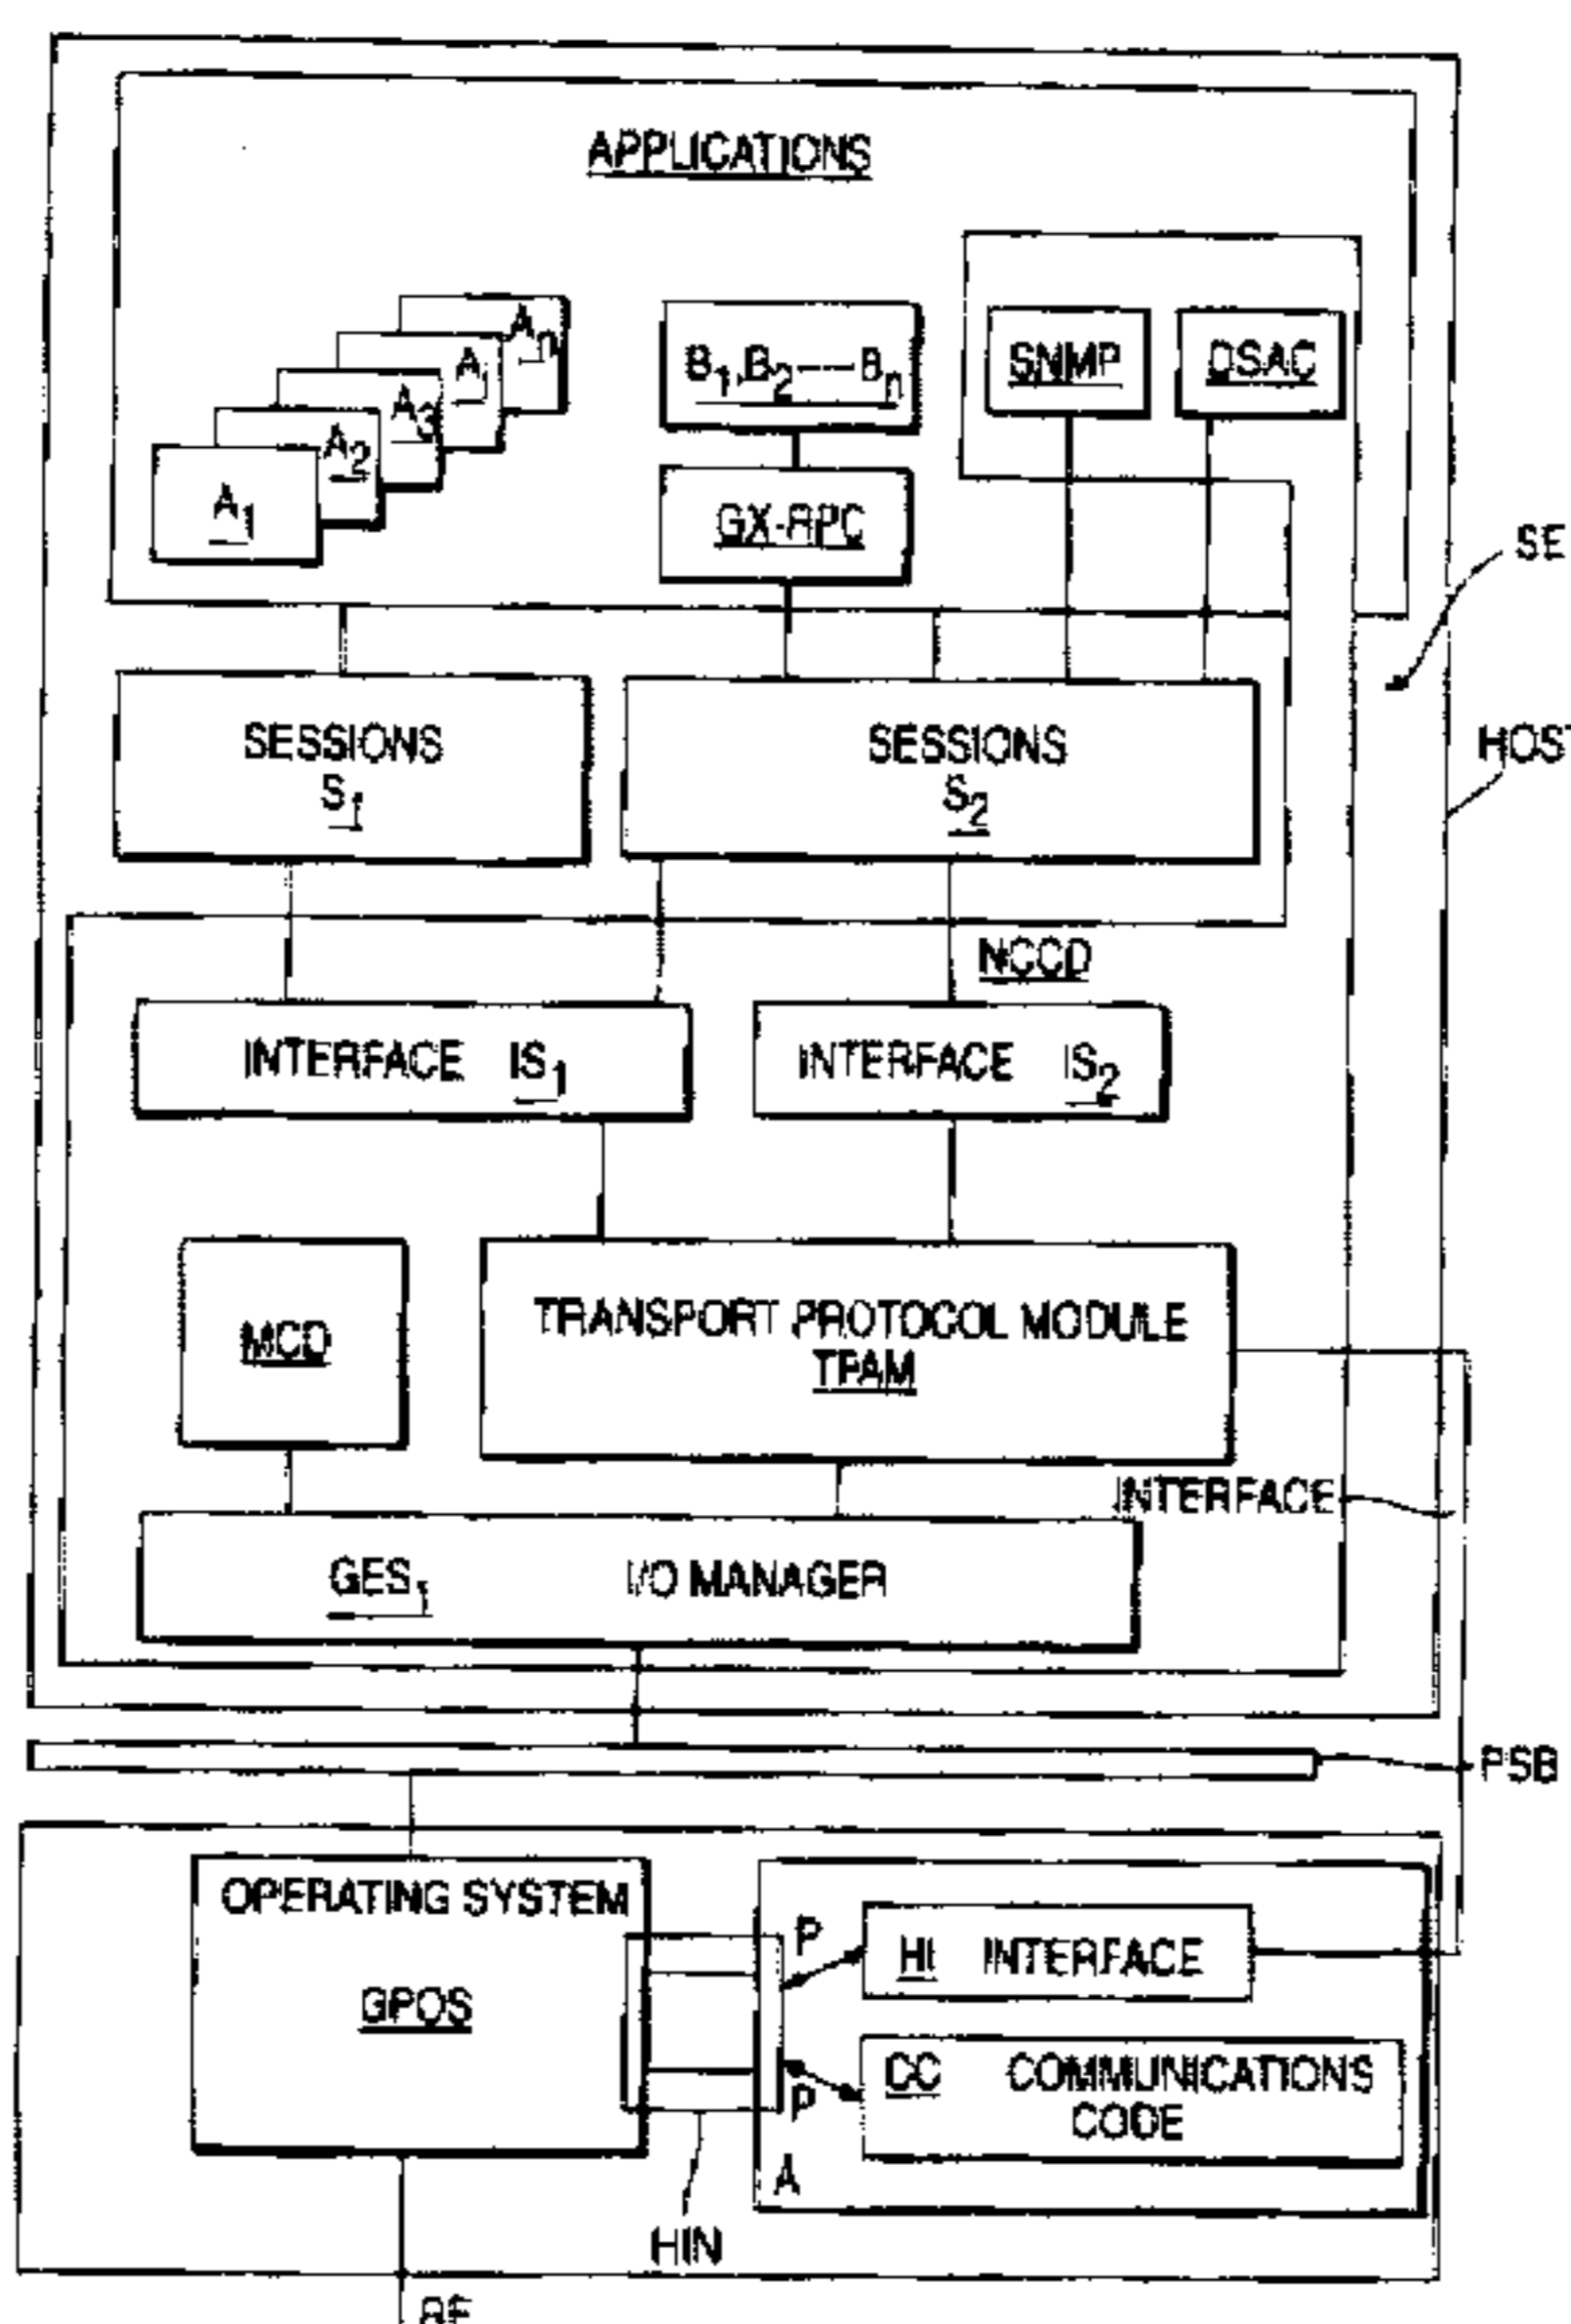 APPLICATIONS
A1
A2
A3
Ai
An
B1,B2---Bn
SNMP
DSAC
GX-RPC
SE
SESSIONS
S1
SESSIONS
S2
HOST
NCCD
INTERFACE IS1
INTERFACE IS2
MCD
TRANSPORT PROTOCOL MODULE
TPAM
INTERFACE
GES1 I/O MANAGER
PSB
OPERATING SYSTEM
GPOS
P
HI INTERFACE
CC COMMUNICATIONS
CODE
P
A
HIN